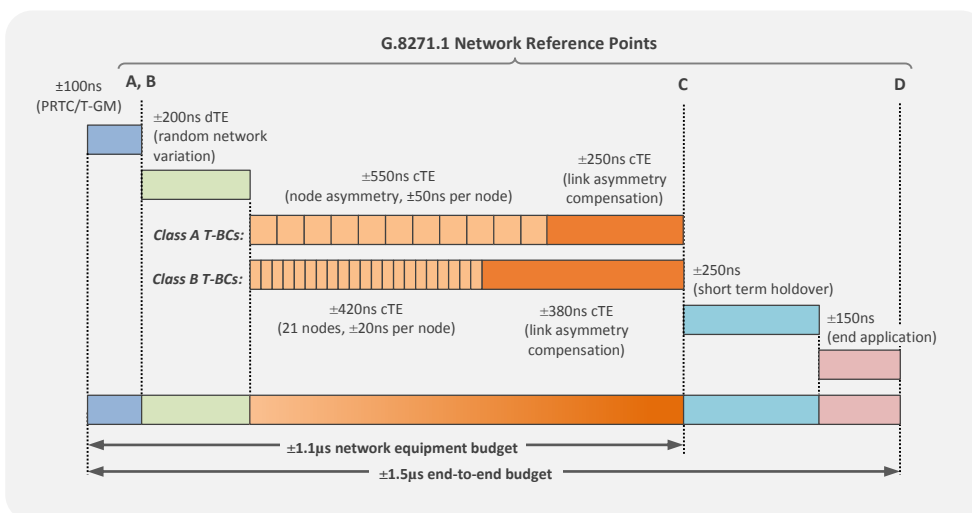 G.8271.1 Network Reference Points
±100ns
(PRTC/T-GM)
A, B
C
D
±200ns dTE
(random network
variation)
±550ns cTE
(node asymmetry, ±50ns per node)
±250ns cTE
(link asymmetry
compensation)
Class A T-BCs:
Class B T-BCs:
±420ns cTE
(21 nodes, ±20ns per node)
±380ns cTE
(link asymmetry
compensation)
±250ns
(short term holdover)
±150ns
(end application)
±1.1μs network equipment budget
±1.5μs end-to-end budget